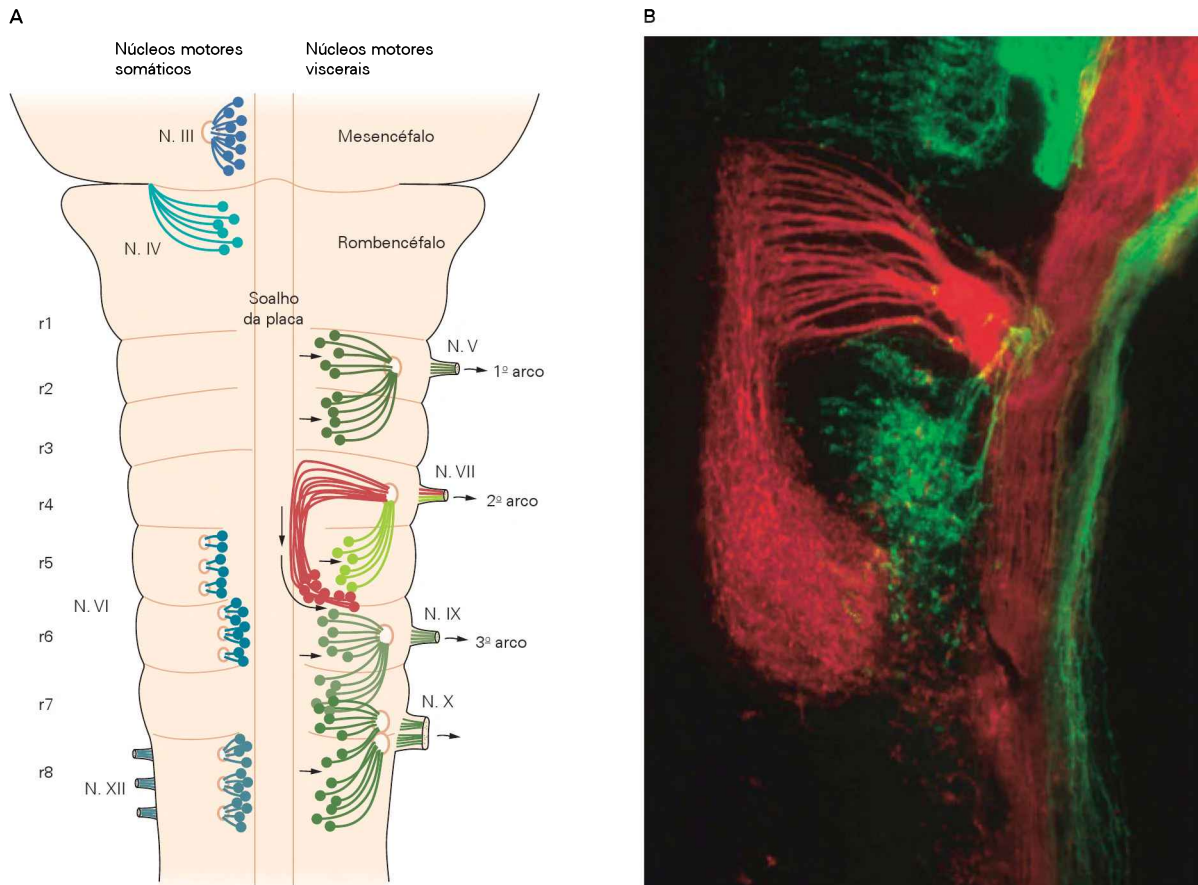 A
B
Núcleos motores
somáticos
Núcleos motores
viscerais
N. III
Mesencéfalo
N. IV
Rombencéfalo
Soalho
da placa
r1
N. V
1º arco
r2
r3
N. VII
r4
2º arco
r5
N. VI
N. IX
r6
3º arco
r7
N. X
r8
N. XII